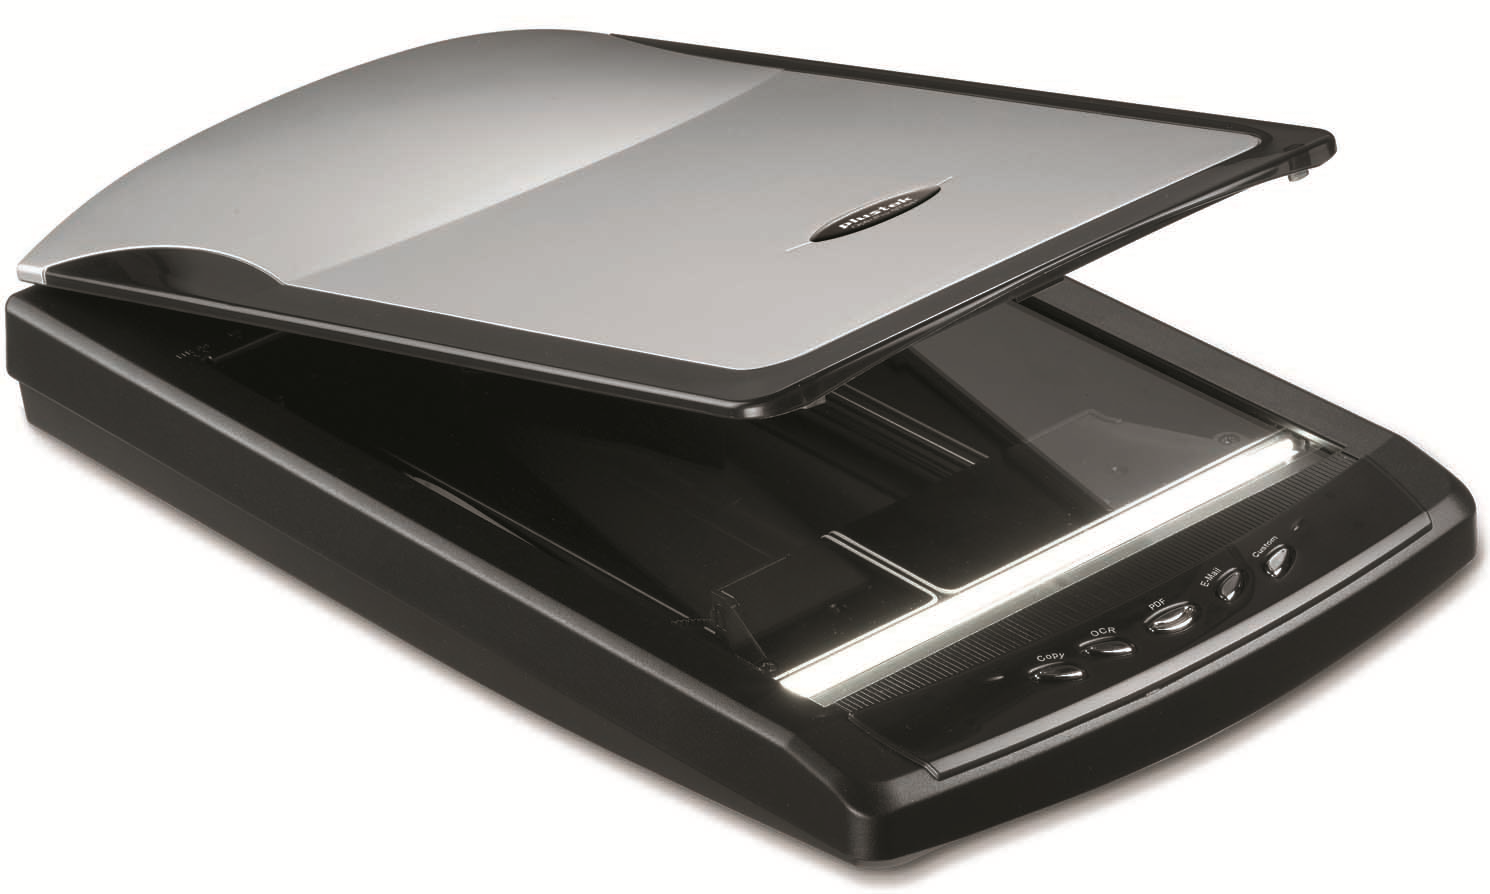 plustek
Copy
OCR
PDF
E-Mail
Custom